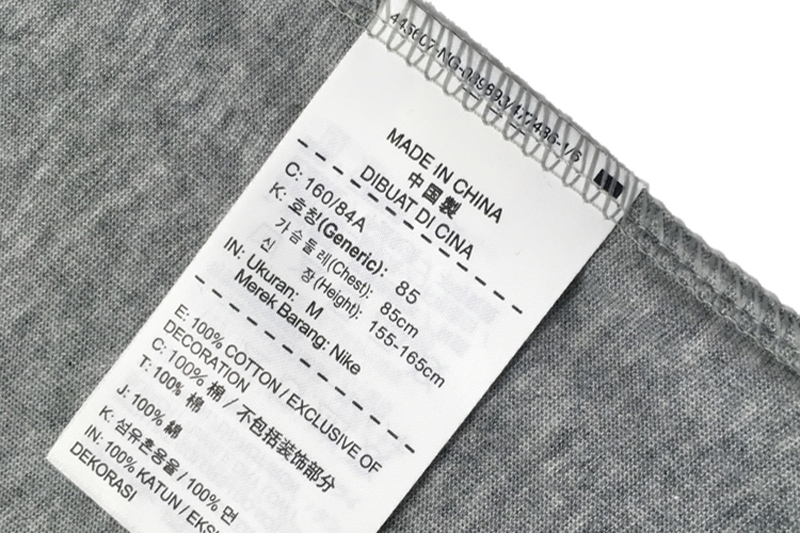 MADE IN CHINA
中国製
DIBUAT DI CINA
C: 160/84A
K: 호칭(Generic): 85
가슴둘레(Chest): 85cm
신 장(Height): 155-165cm
IN: Ukuran: M
Merek Barang: Nike
E: 100% COTTON / EXCLUSIVE OF
DECORATION
C: 100% 棉 / 不包括装饰部分
T: 100% 棉
J: 100% 綿
K: 섬유혼용율 / 100% 면
IN: 100% KATUN / EKS
DEKORASI